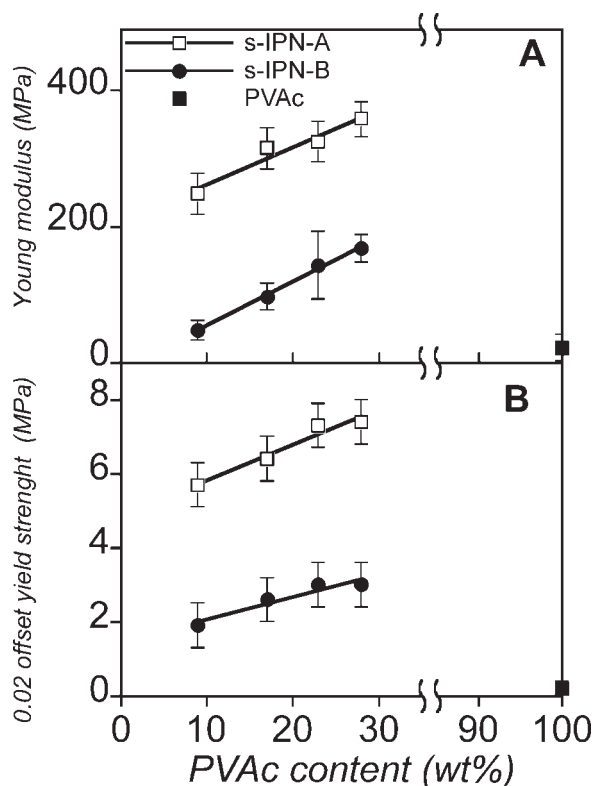 A
s-IPN-A
s-IPN-B
PVAc
400
200
0
Young modulus (MPa)
B
8
6
4
2
0
0.02 offset yield strenght (MPa)
0 10 20 30 90 100
PVAc content (wt%)